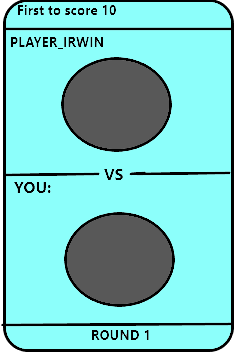 First to score 10
PLAYER_IRWIN
VS
YOU:
ROUND 1